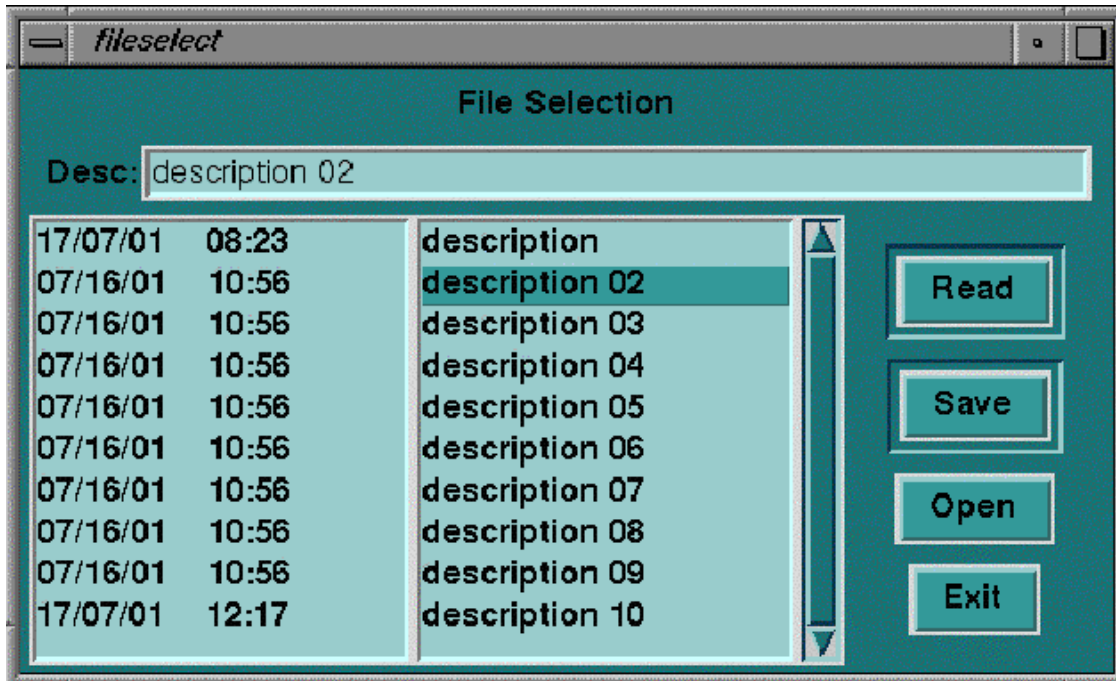 fileselect
File Selection
Desc: description 02
17/07/01 08:23 description
07/16/01 10:56 description 02
07/16/01 10:56 description 03
07/16/01 10:56 description 04
07/16/01 10:56 description 05
07/16/01 10:56 description 06
07/16/01 10:56 description 07
07/16/01 10:56 description 08
07/16/01 10:56 description 09
17/07/01 12:17 description 10
Read
Save
Open
Exit